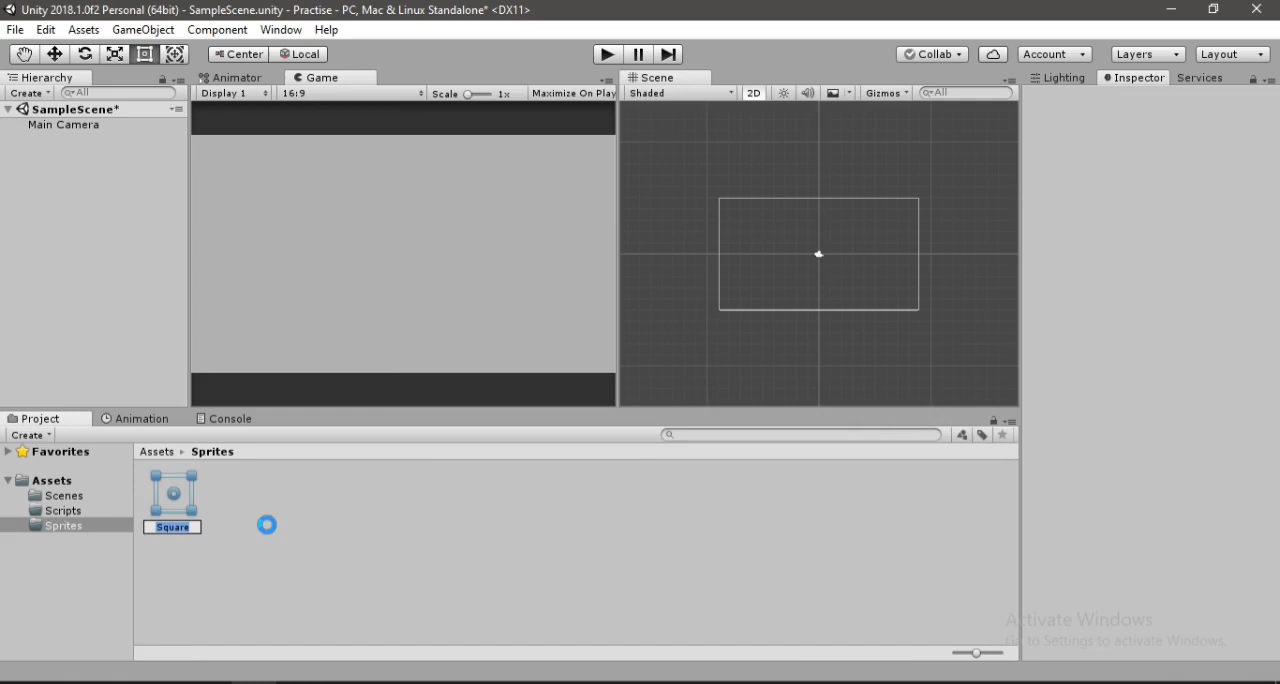 Unity 2018.1.0f2 Personal (64bit) - SampleScene.unity - Practise - PC, Mac & Linux Standalone* <DX11>
File Edit Assets GameObject Component Window Help
Center Local Collab Account Layers Layout
Hierarchy Animator Game Scene Lighting Inspector Services
Create All Display 1 16:9 Scale 1x Maximize On Play Shaded 2D Gizmos All
SampleScene*
Main Camera
Project Animation Console
Create
Favorites Assets Sprites
Assets
Scenes
Scripts
Sprites
Square
Activate Windows
Go to Settings to activate Windows.